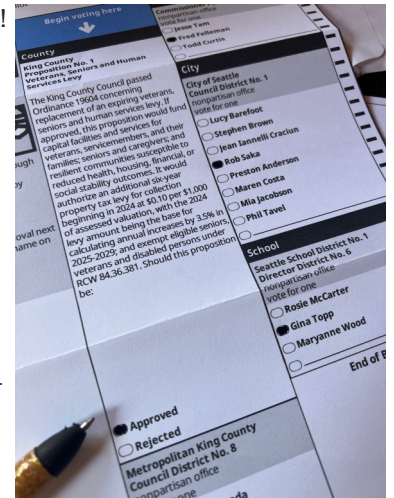 !
Begin voting here
County
King County
Proposition No. 1
Veterans, Seniors and Human
Services Levy
The King County Council passed
Ordinance 19604 concerning
replacement of an expiring veterans,
seniors and human services levy. If
approved, this proposition would fund
capital facilities and services for
veterans, servicemembers, and their
families; seniors and caregivers; and
resilient communities susceptible to
reduced health, housing, financial, or
social stability outcomes. It would
authorize an additional six-year
property tax levy for collection
beginning in 2024 at $0.10 per $1,000
of assessed valuation, with the 2024
levy amount being the base for
calculating annual increases by 3.5% in
2025-2029; and exempt eligible seniors,
veterans and disabled persons under
RCW 84.36.381. Should this proposition
be:
Approved
Rejected
Metropolitan King County
Council District No. 8
nonpartisan office
one
nonpartisan office
vote for one
Jesse Tam
Fred Felleman
Todd Curtis
City
City of Seattle
Council District No. 1
nonpartisan office
vote for one
Lucy Barefoot
Stephen Brown
Jean Iannelli Craciun
Rob Saka
Preston Anderson
Maren Costa
Mia Jacobson
Phil Tavel
School
Seattle School District No. 1
Director District No. 6
nonpartisan office
vote for one
Rosie McCarter
Gina Topp
Maryanne Wood
End of
oval next
name on